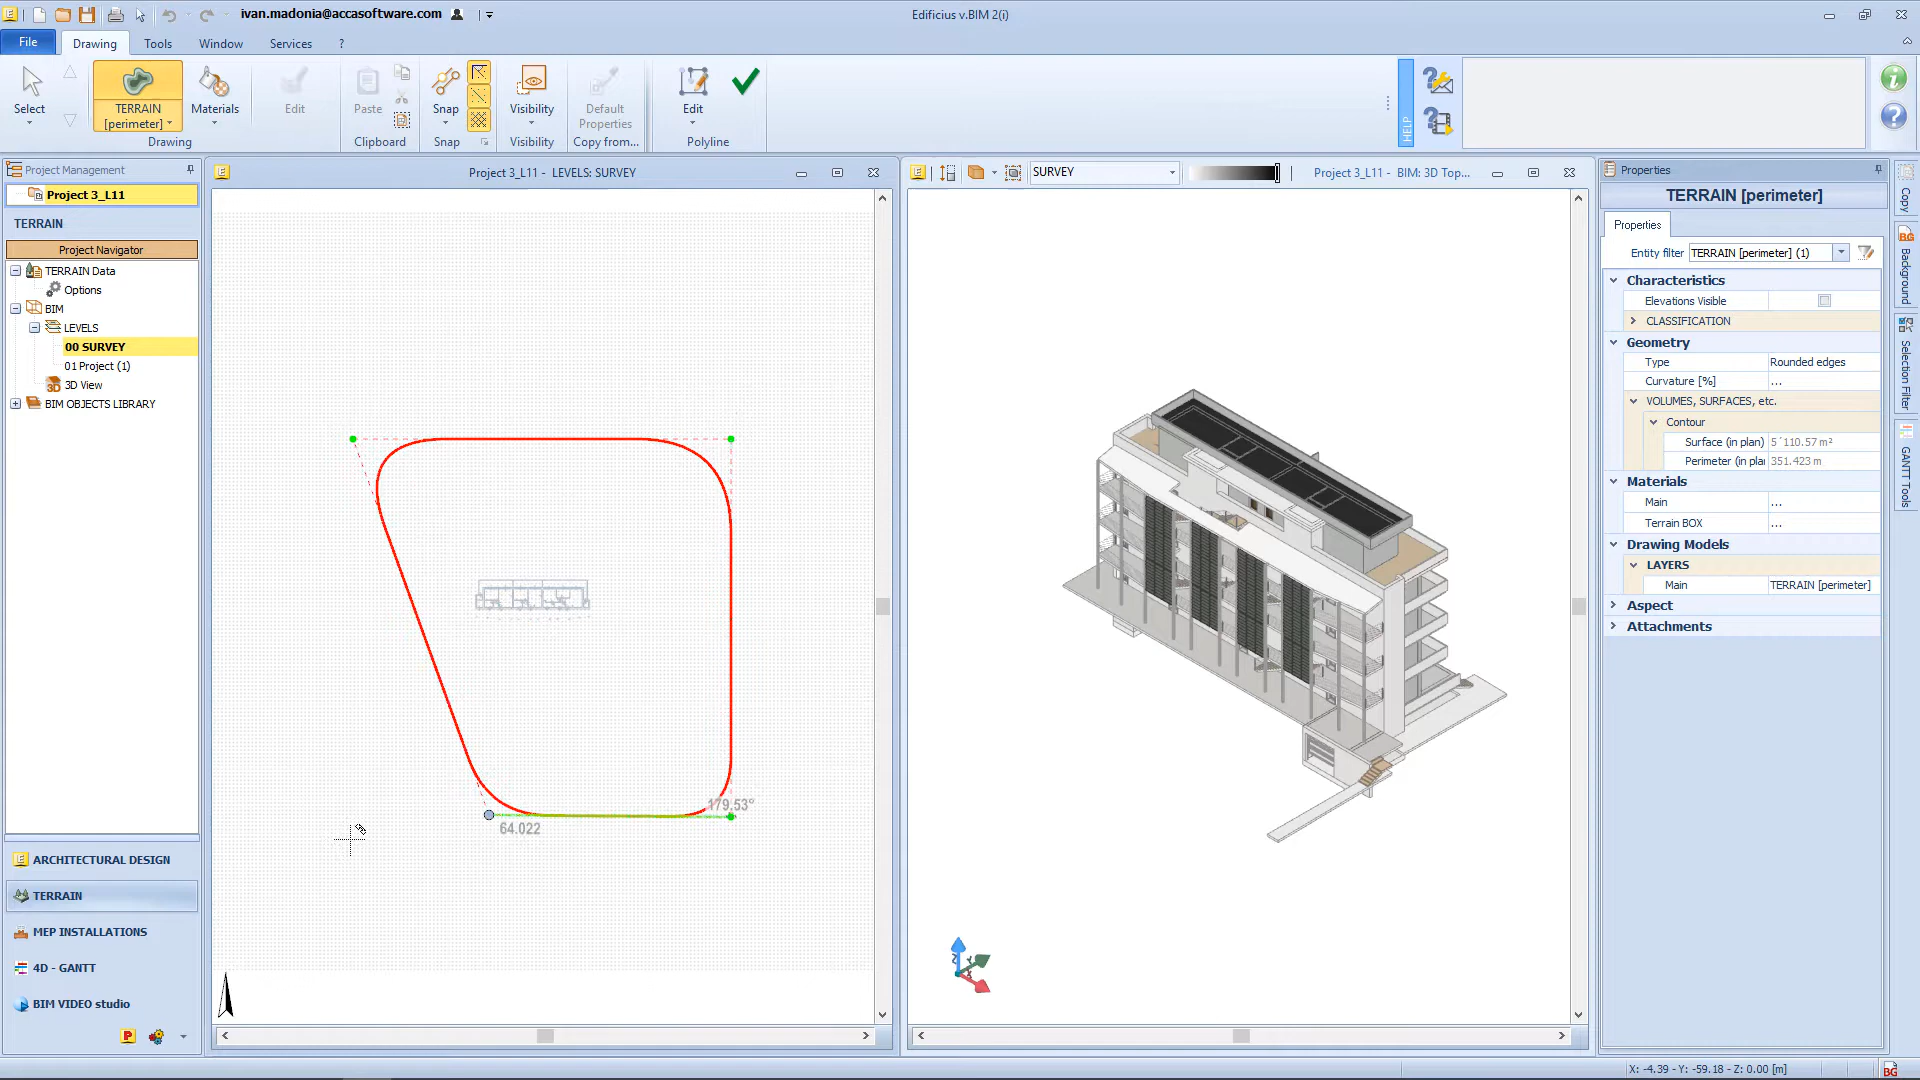 ivan.madonia@accasoftware.com
Edificius v.BIM 2(i)
File
Drawing
Tools
Window
Services
?
Select
TERRAIN
[perimeter]
Materials
Edit
Paste
Snap
Visibility
Default
Properties
Edit
Drawing
Clipboard
Snap
Visibility
Copy from...
Polyline
HELP
Project Management
Project 3_L11
TERRAIN
Project Navigator
TERRAIN Data
Options
BIM
LEVELS
00 SURVEY
01 Project (1)
3D View
BIM OBJECTS LIBRARY
ARCHITECTURAL DESIGN
TERRAIN
MEP INSTALLATIONS
4D - GANTT
BIM VIDEO studio
Project 3_L11 - LEVELS: SURVEY
179.53°
64.022
SURVEY
Project 3_L11 - BIM: 3D Top...
Properties
TERRAIN [perimeter]
Properties
Entity filter
TERRAIN [perimeter] (1)
Characteristics
Elevations Visible
CLASSIFICATION
Geometry
Type
Rounded edges
Curvature [%]
...
VOLUMES, SURFACES, etc.
Contour
Surface (in plan)
5´110.57 m²
Perimeter (in plai
351.423 m
Materials
Main
...
Terrain BOX
...
Drawing Models
LAYERS
Main
TERRAIN [perimeter]
Aspect
Attachments
Copy
BG
Background
Selection Filter
GANTT Tools
X: -4.39 - Y: -59.18 - Z: 0.00 [m]
BG